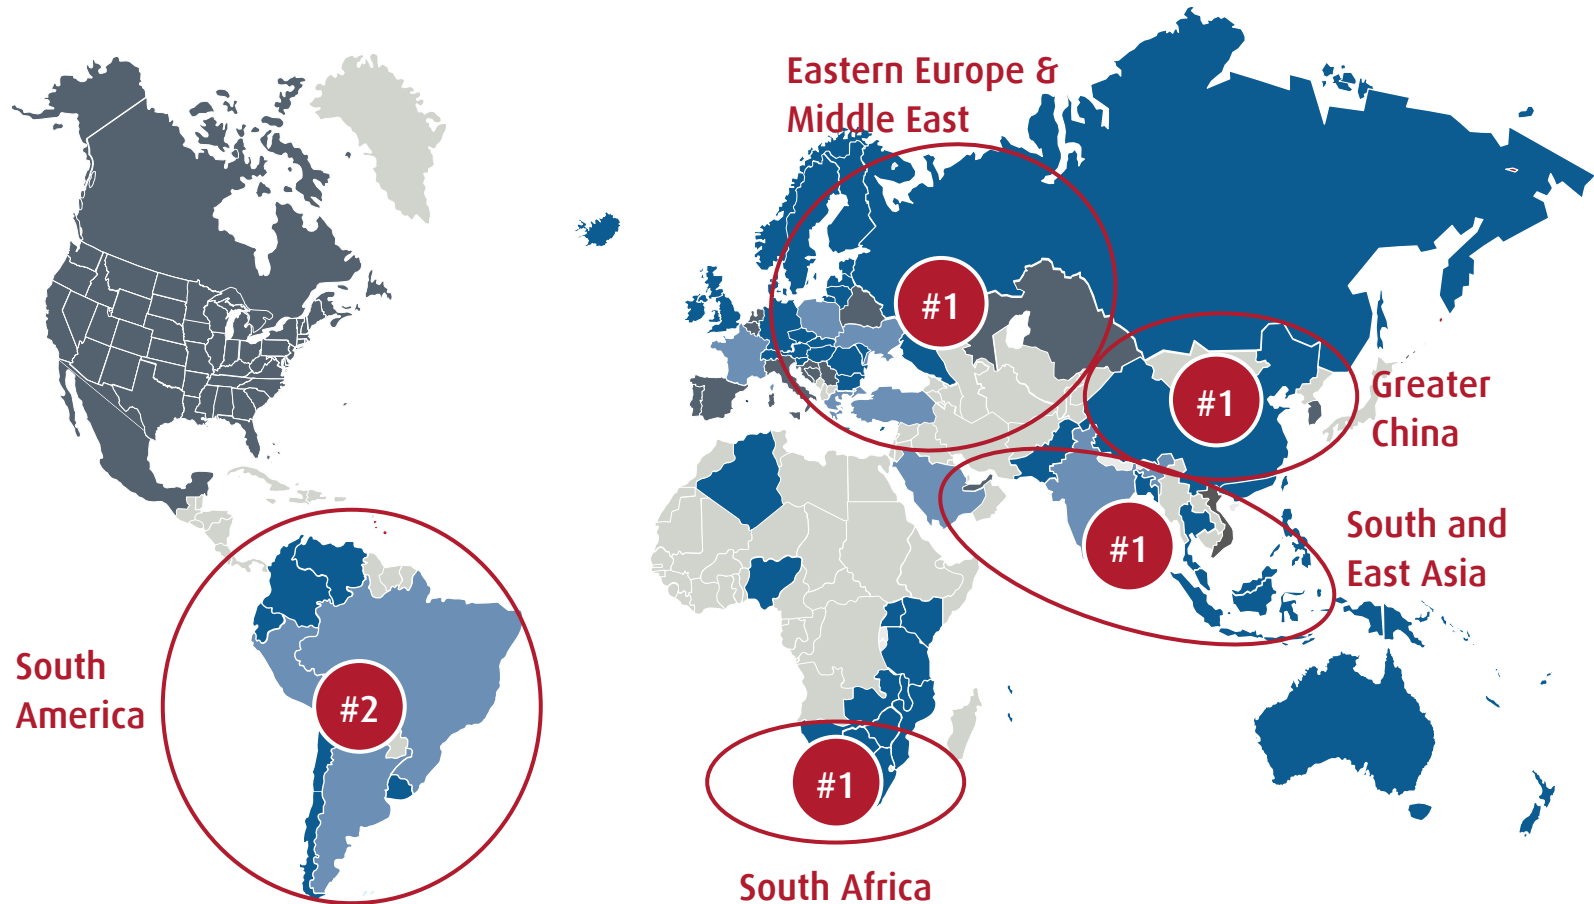 Eastern Europe &
Middle East
#1
#1
Greater
China
#1
South and
East Asia
South
America
#2
#1
South Africa